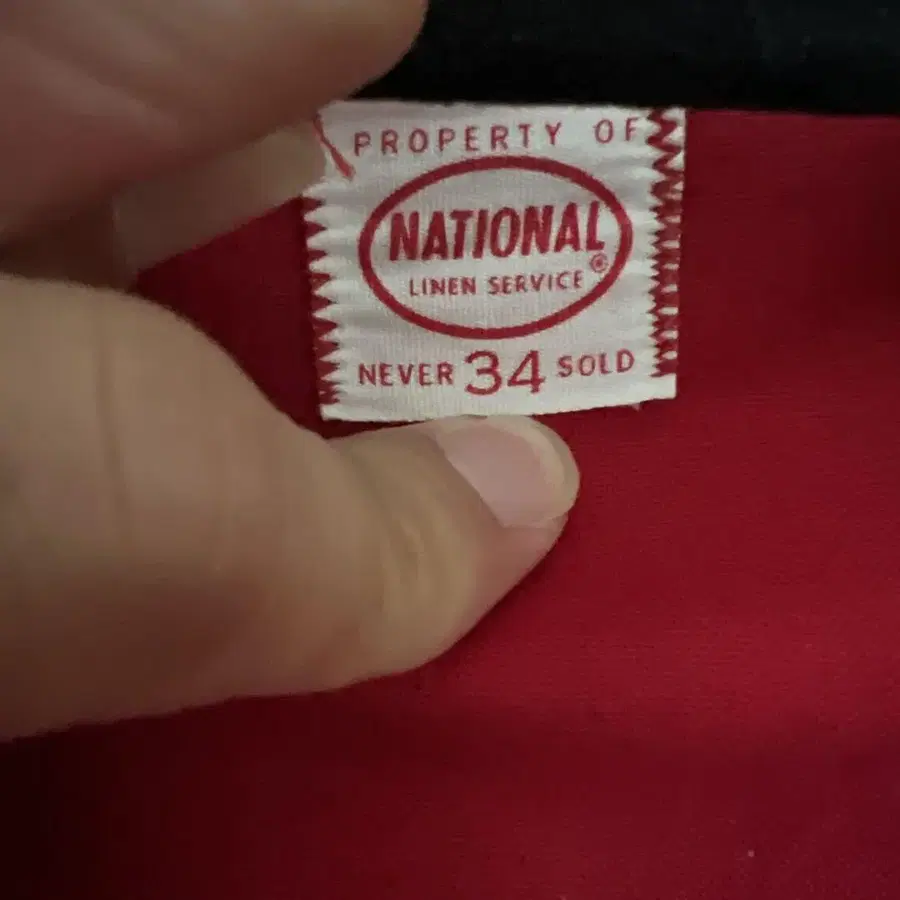 PROPERTY OF
NATIONAL
LINEN SERVICE®
NEVER 34 SOLD